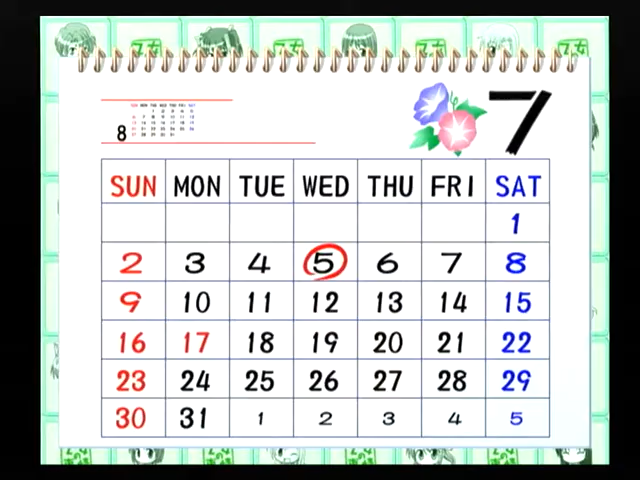 7
8
SUN MON TUE WED THU FRI SAT
1
2 3 4 5 6 7 8
9 10 11 12 13 14 15
16 17 18 19 20 21 22
23 24 25 26 27 28 29
30 31 1 2 3 4 5